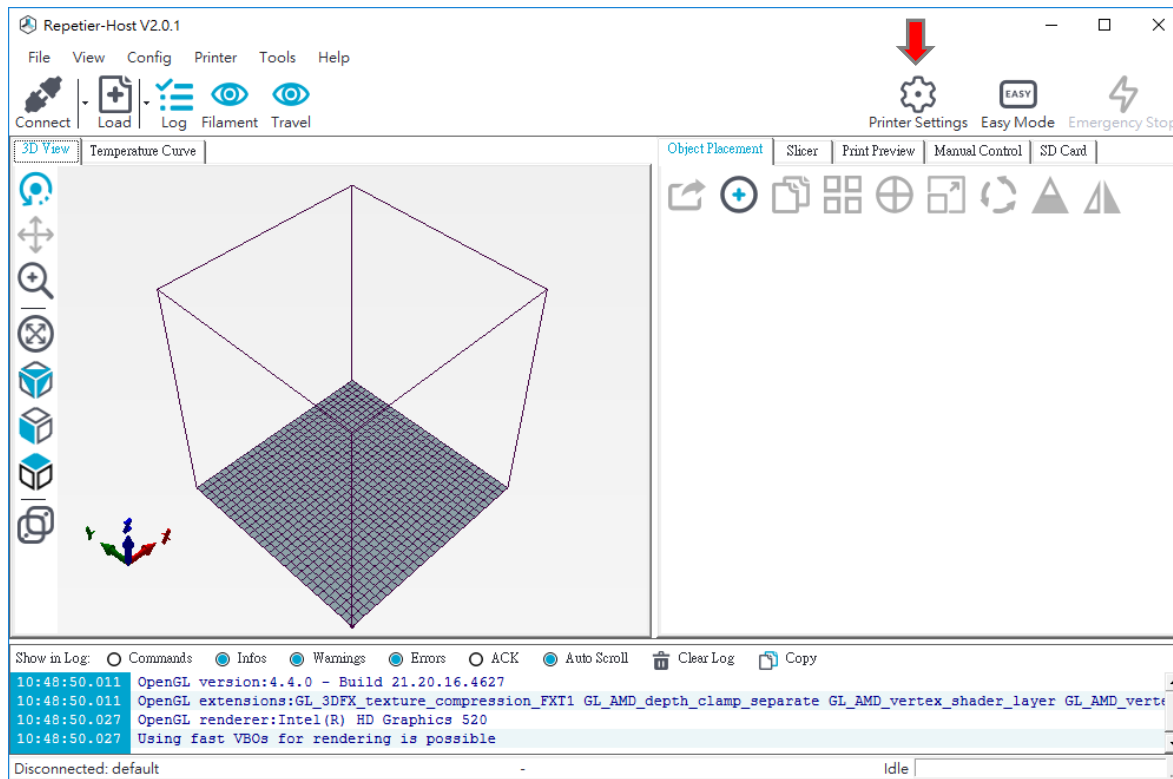 Repetier-Host V2.0.1
File View Config Printer Tools Help
Connect Load Log Filament Travel Printer Settings EASY Easy Mode Emergency Stop
3D View Temperature Curve Object Placement Slicer Print Preview Manual Control SD Card
Y Z X
Show in Log: Commands Infos Warnings Errors ACK Auto Scroll Clear Log Copy
10:48:50.011 OpenGL version:4.4.0 - Build 21.20.16.4627
10:48:50.011 OpenGL extensions:GL_3DFX_texture_compression_FXT1 GL_AMD_depth_clamp_separate GL_AMD_vertex_shader_layer GL_AMD_verte
10:48:50.027 OpenGL renderer:Intel(R) HD Graphics 520
10:48:50.027 Using fast VBOs for rendering is possible
Disconnected: default - Idle